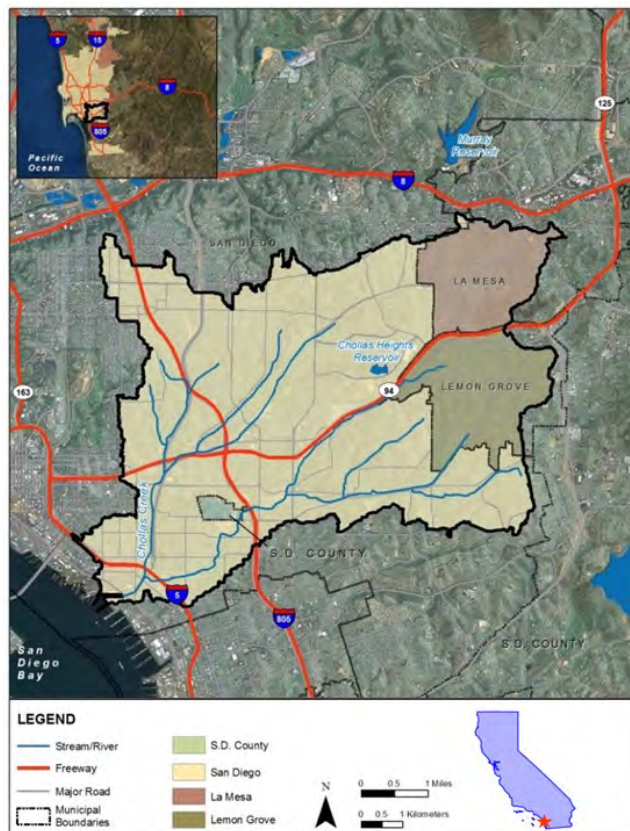 5
15
8
805
Pacific
Ocean
125
Murray
Reservoir
8
SAN DIEGO
LA MESA
Chollas Heights
Reservoir
163
94
LEMON GROVE
Chollas Creek
S.D. COUNTY
5
805
S.D. COUNTY
San
Diego
Bay
LEGEND
Stream/River
Freeway
Major Road
Municipal
Boundaries
S.D. County
San Diego
La Mesa
Lemon Grove
N
0 0.5 1 Miles
0 0.5 1 Kilometers